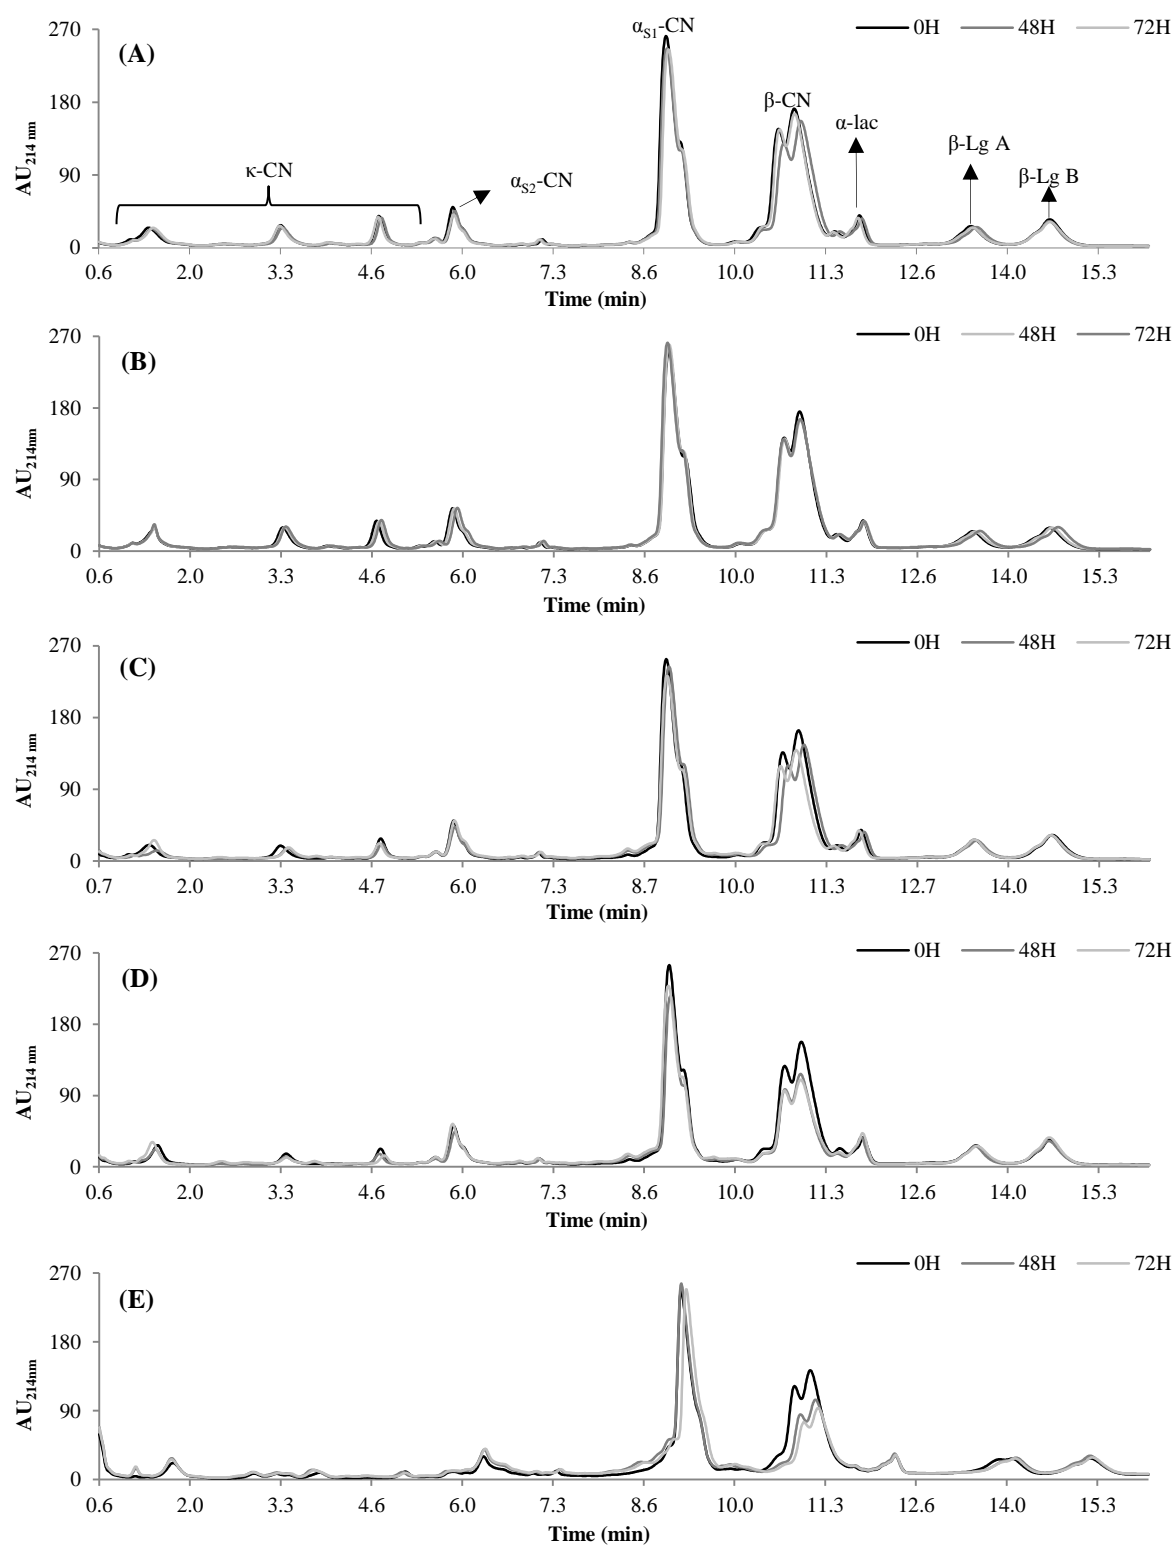 270 180 90 0
AU214 nm
(A)
0H 48H 72H
κ-CN
αS2-CN
αS1-CN
β-CN
α-lac
β-Lg A
β-Lg B
0.6 2.0 3.3 4.6 6.0 7.3 8.6 10.0 11.3 12.6 14.0 15.3
Time (min)
270 180 90 0
AU214nm
(B)
0H 48H 72H
0.6 2.0 3.3 4.6 6.0 7.3 8.6 10.0 11.3 12.6 14.0 15.3
Time (min)
270 180 90 0
AU214 nm
(C)
0H 48H 72H
0.7 2.0 3.3 4.7 6.0 7.3 8.7 10.0 11.3 12.7 14.0 15.3
Time (min)
270 180 90 0
AU214 nm
(D)
0H 48H 72H
0.6 2.0 3.3 4.6 6.0 7.3 8.6 10.0 11.3 12.6 14.0 15.3
Time (min)
270 180 90 0
AU214nm
(E)
0H 48H 72H
0.6 2.0 3.3 4.6 6.0 7.3 8.6 10.0 11.3 12.6 14.0 15.3
Time (min)